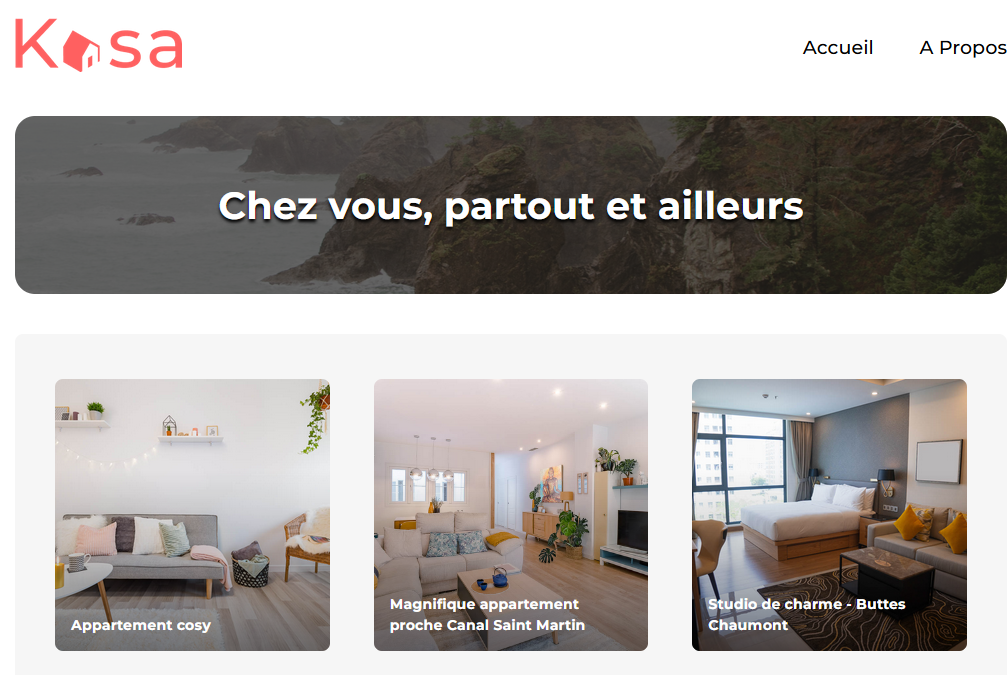 Kasa
Accueil
A Propos
Chez vous, partout et ailleurs
Appartement cosy
Magnifique appartement
proche Canal Saint Martin
Studio de charme - Buttes
Chaumont